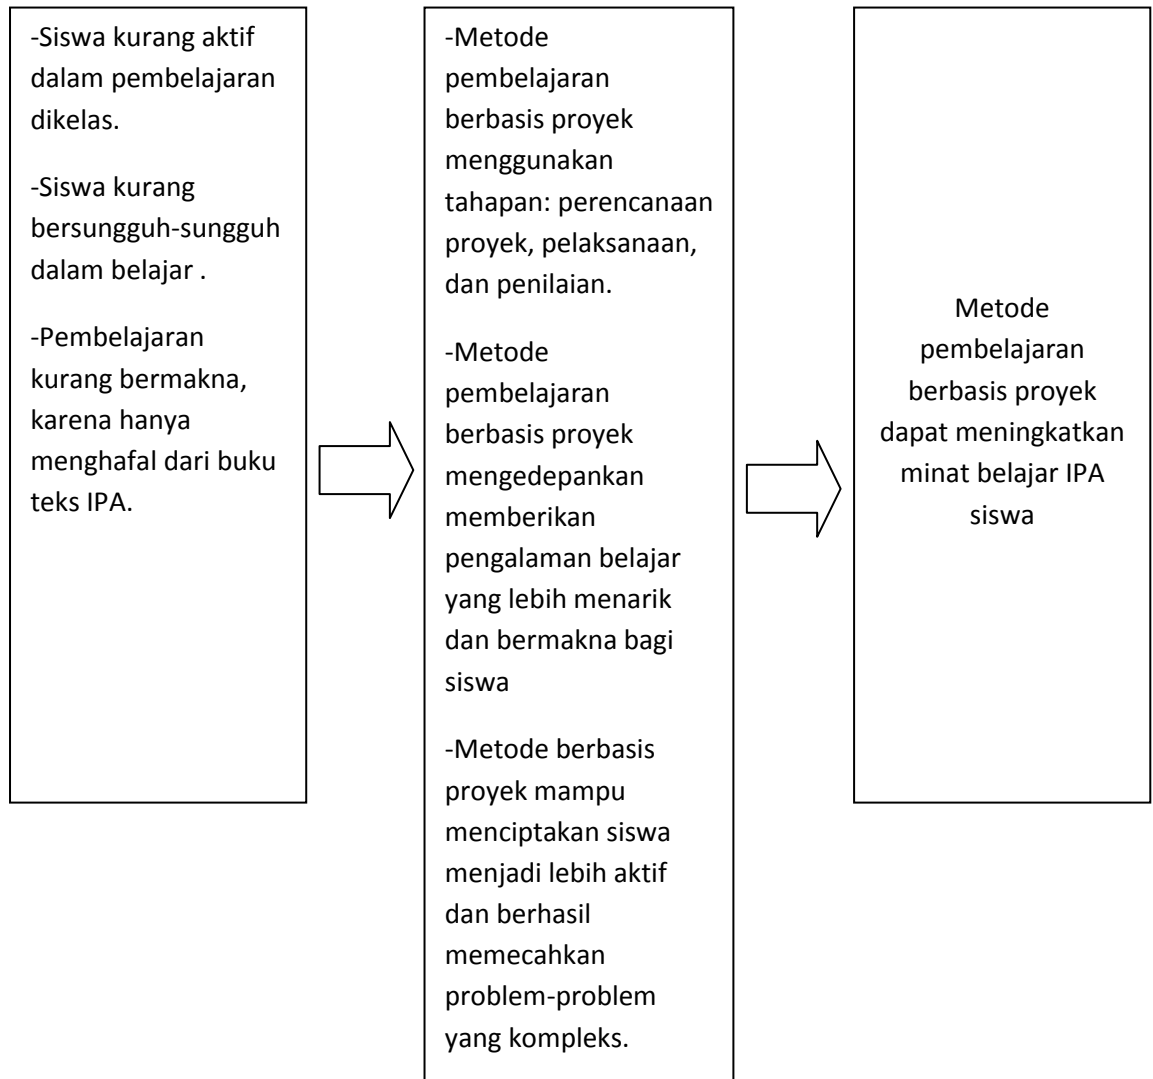 -Siswa kurang aktif
dalam pembelajaran
dikelas.
-Siswa kurang
bersungguh-sungguh
dalam belajar .
-Pembelajaran
kurang bermakna,
karena hanya
menghafal dari buku
teks IPA.
-Metode
pembelajaran
berbasis proyek
menggunakan
tahapan: perencanaan
proyek, pelaksanaan,
dan penilaian.
-Metode
pembelajaran
berbasis proyek
mengedepankan
memberikan
pengalaman belajar
yang lebih menarik
dan bermakna bagi
siswa
-Metode berbasis
proyek mampu
menciptakan siswa
menjadi lebih aktif
dan berhasil
memecahkan
problem-problem
yang kompleks.
Metode
pembelajaran
berbasis proyek
dapat meningkatkan
minat belajar IPA
siswa